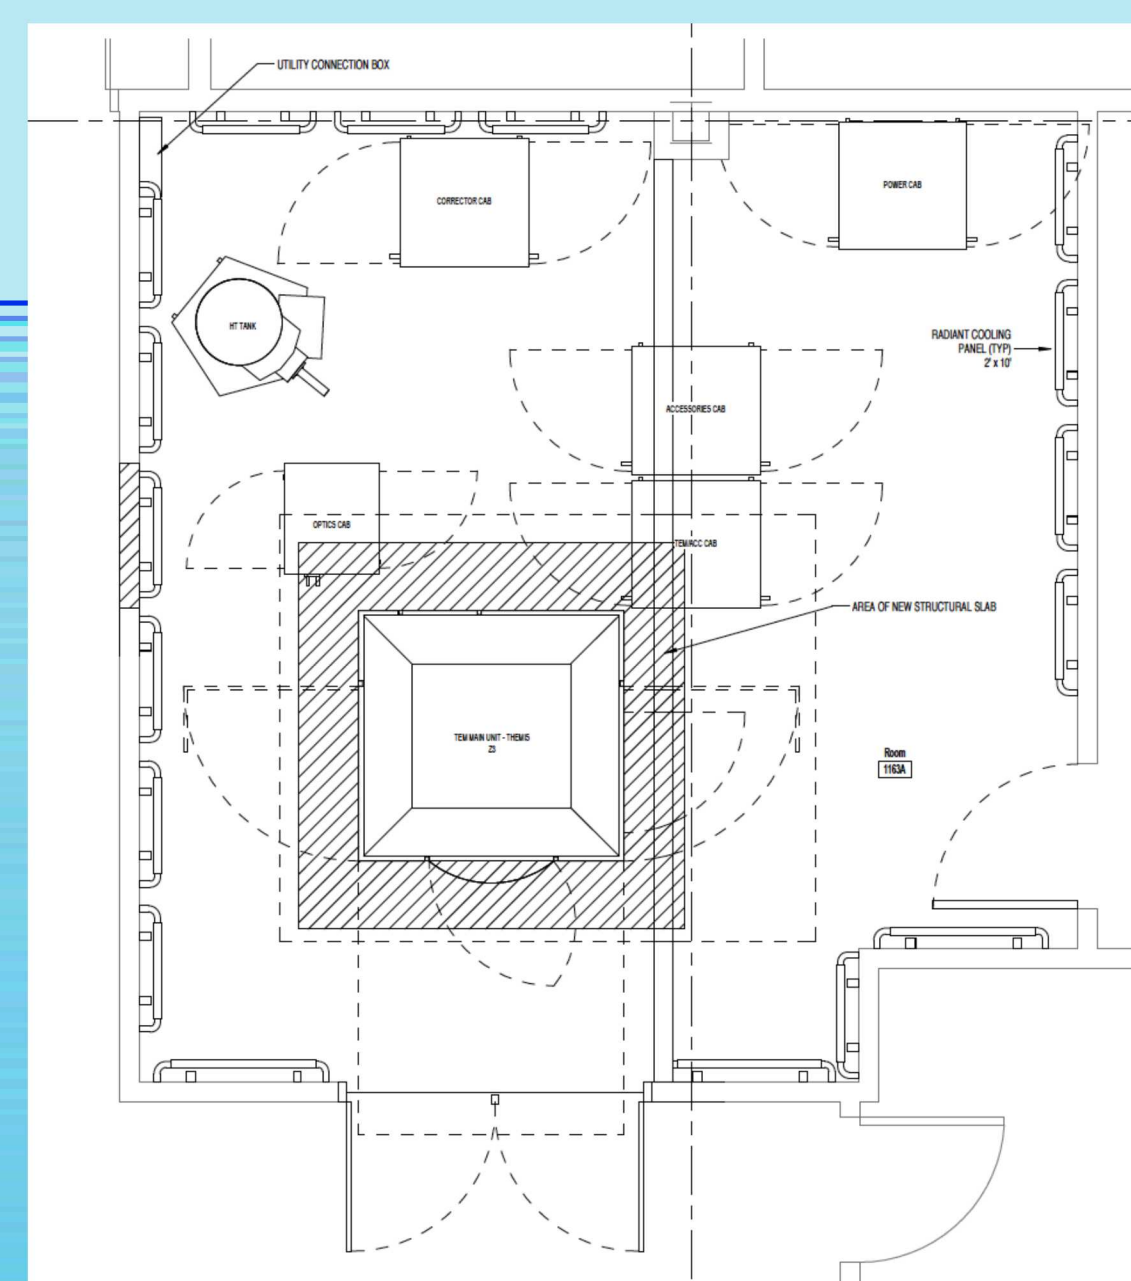 UTILITY CONNECTION BOX
CORRECTOR CAB
POWER CAB
HT TANK
RADIANT COOLING
PANEL (TYP)
2' x 10'
ACCESSORIES CAB
OPTICS CAB
TEM/ACC CAB
AREA OF NEW STRUCTURAL SLAB
TEM MAIN UNIT - THEMIS
Z3
Room
1163A